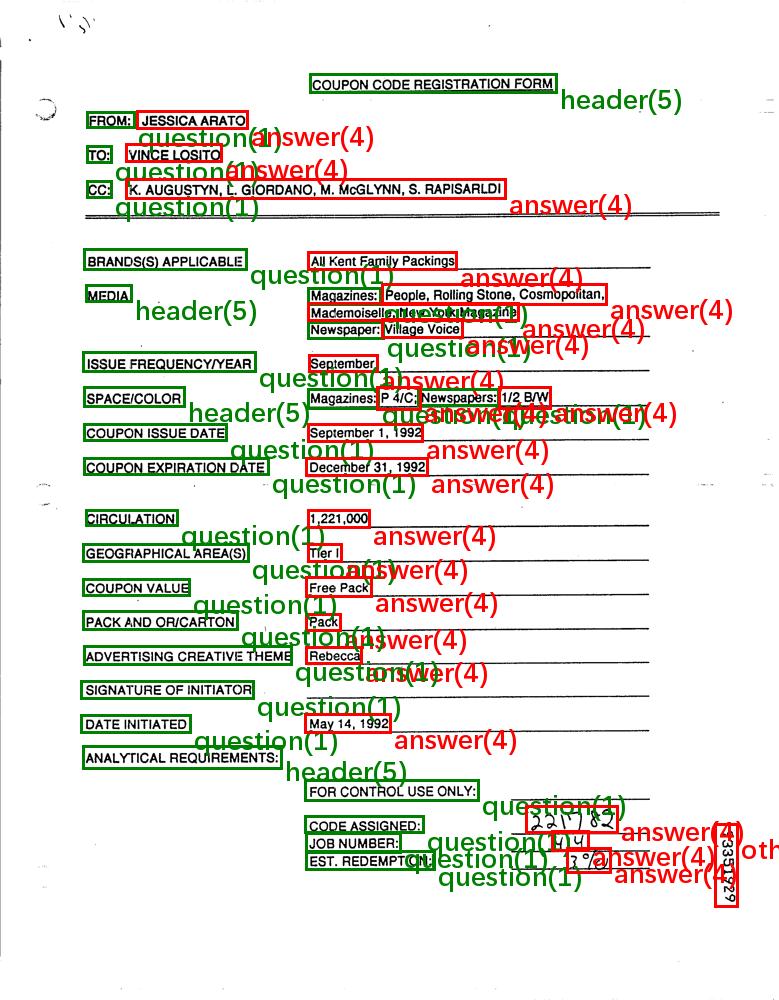 COUPON CODE REGISTRATION FORM
header(5)
FROM: JESSICA ARATO
question(1) answer(4)
TO: VINCE LOSITO
question(1) answer(4)
CC: K. AUGUSTYN, L. GIORDANO, M. McGLYNN, S. RAPISARLDI
question(1) answer(4)
BRANDS(S) APPLICABLE All Kent Family Packings
question(1) answer(4)
MEDIA Magazines: People, Rolling Stone, Cosmopolitan,
header(5) answer(4)
Mademoiselle, New York Magazine
question(1)
Newspaper: Village Voice answer(4)
question(1) answer(4)
ISSUE FREQUENCY/YEAR September
question(1) answer(4)
SPACE/COLOR Magazines: P 4/C; Newspapers: 1/2 B/W
header(5) question(1) answer(4) question(1) answer(4)
COUPON ISSUE DATE September 1, 1992
question(1) answer(4)
COUPON EXPIRATION DATE December 31, 1992
question(1) answer(4)
CIRCULATION 1,221,000
question(1) answer(4)
GEOGRAPHICAL AREA(S) Tier I
question(1) answer(4)
COUPON VALUE Free Pack
question(1) answer(4)
PACK AND OR/CARTON Pack
question(1) answer(4)
ADVERTISING CREATIVE THEME Rebecca
question(1) answer(4)
SIGNATURE OF INITIATOR
question(1)
DATE INITIATED May 14, 1992
question(1) answer(4)
ANALYTICAL REQUIREMENTS:
header(5)
FOR CONTROL USE ONLY:
question(1)
CODE ASSIGNED:
question(1) answer(4)
JOB NUMBER:
question(1) answer(4)
EST. REDEMPTION:
question(1) answer(4)